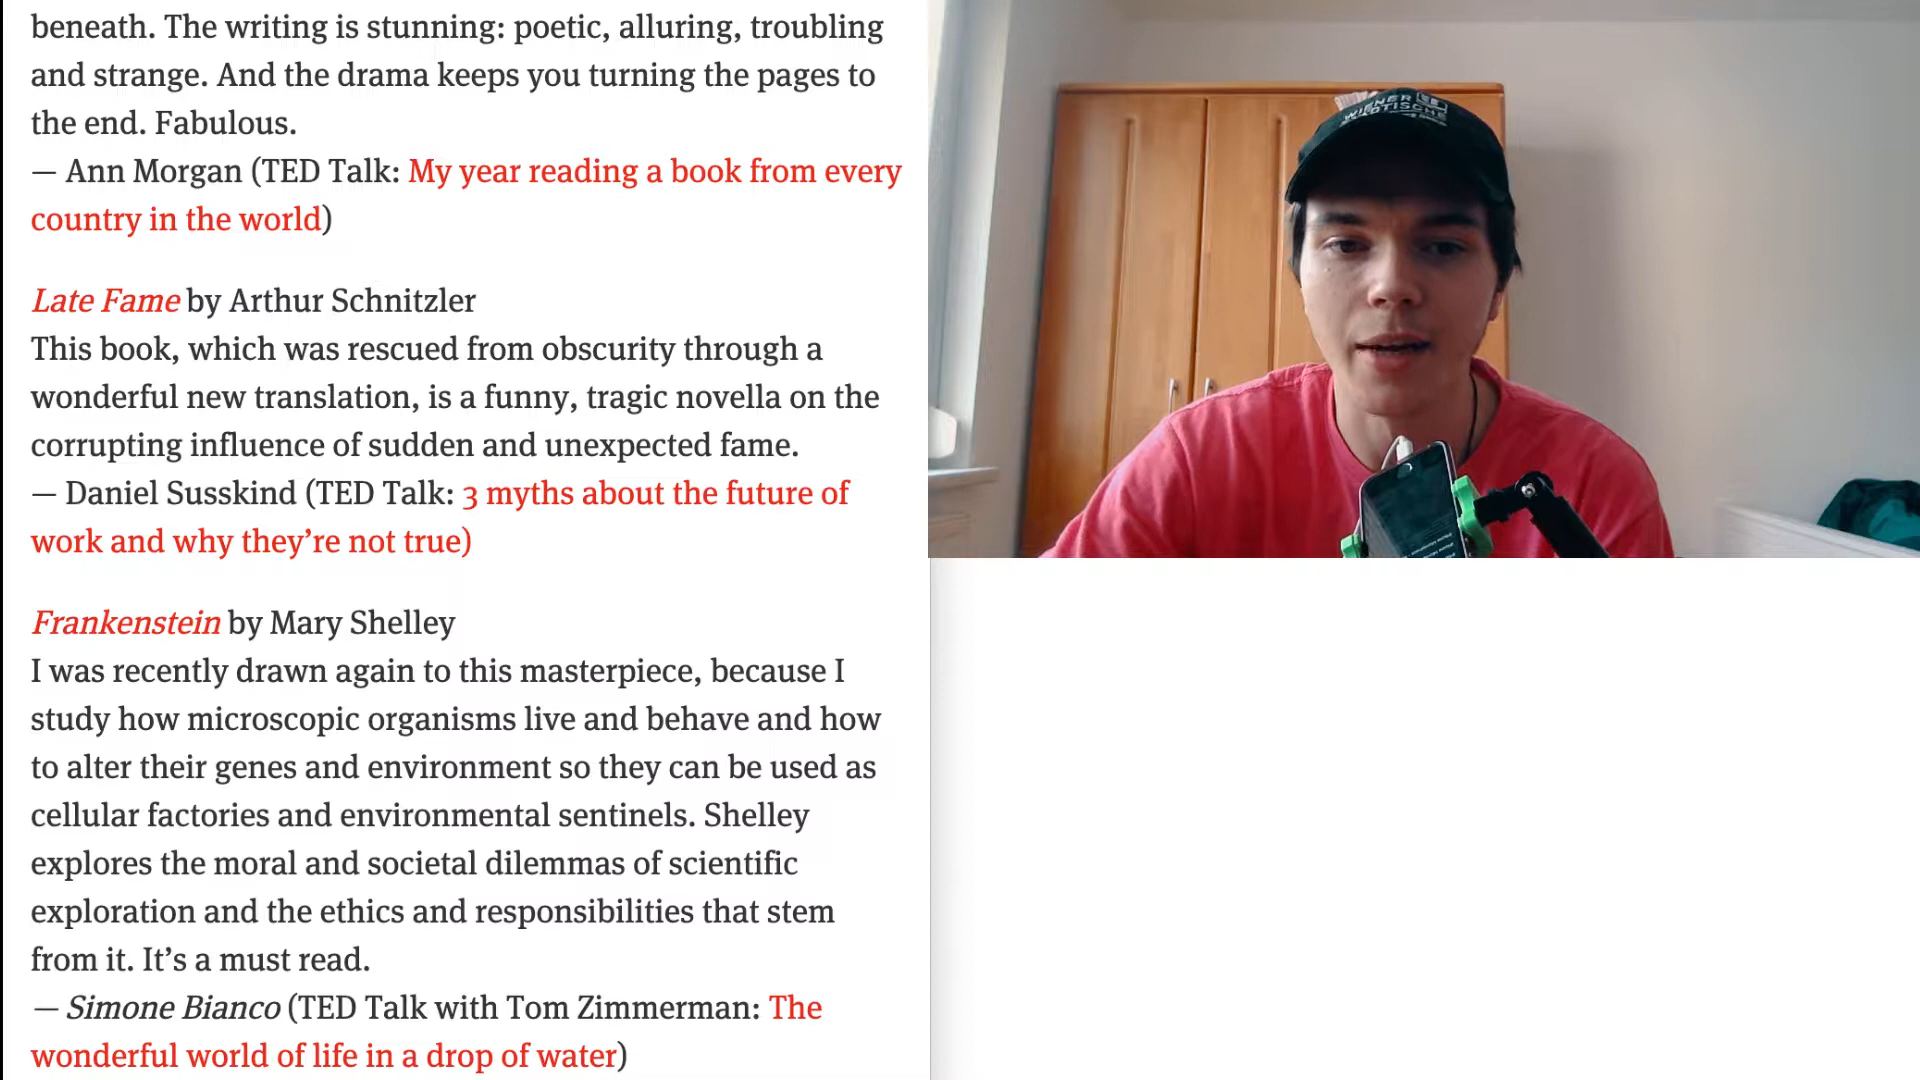 beneath. The writing is stunning: poetic, alluring, troubling
and strange. And the drama keeps you turning the pages to
the end. Fabulous.
— Ann Morgan (TED Talk: My year reading a book from every
country in the world)
Late Fame by Arthur Schnitzler
This book, which was rescued from obscurity through a
wonderful new translation, is a funny, tragic novella on the
corrupting influence of sudden and unexpected fame.
— Daniel Susskind (TED Talk: 3 myths about the future of
work and why they’re not true)
Frankenstein by Mary Shelley
I was recently drawn again to this masterpiece, because I
study how microscopic organisms live and behave and how
to alter their genes and environment so they can be used as
cellular factories and environmental sentinels. Shelley
explores the moral and societal dilemmas of scientific
exploration and the ethics and responsibilities that stem
from it. It’s a must read.
— Simone Bianco (TED Talk with Tom Zimmerman: The
wonderful world of life in a drop of water)
WIENER